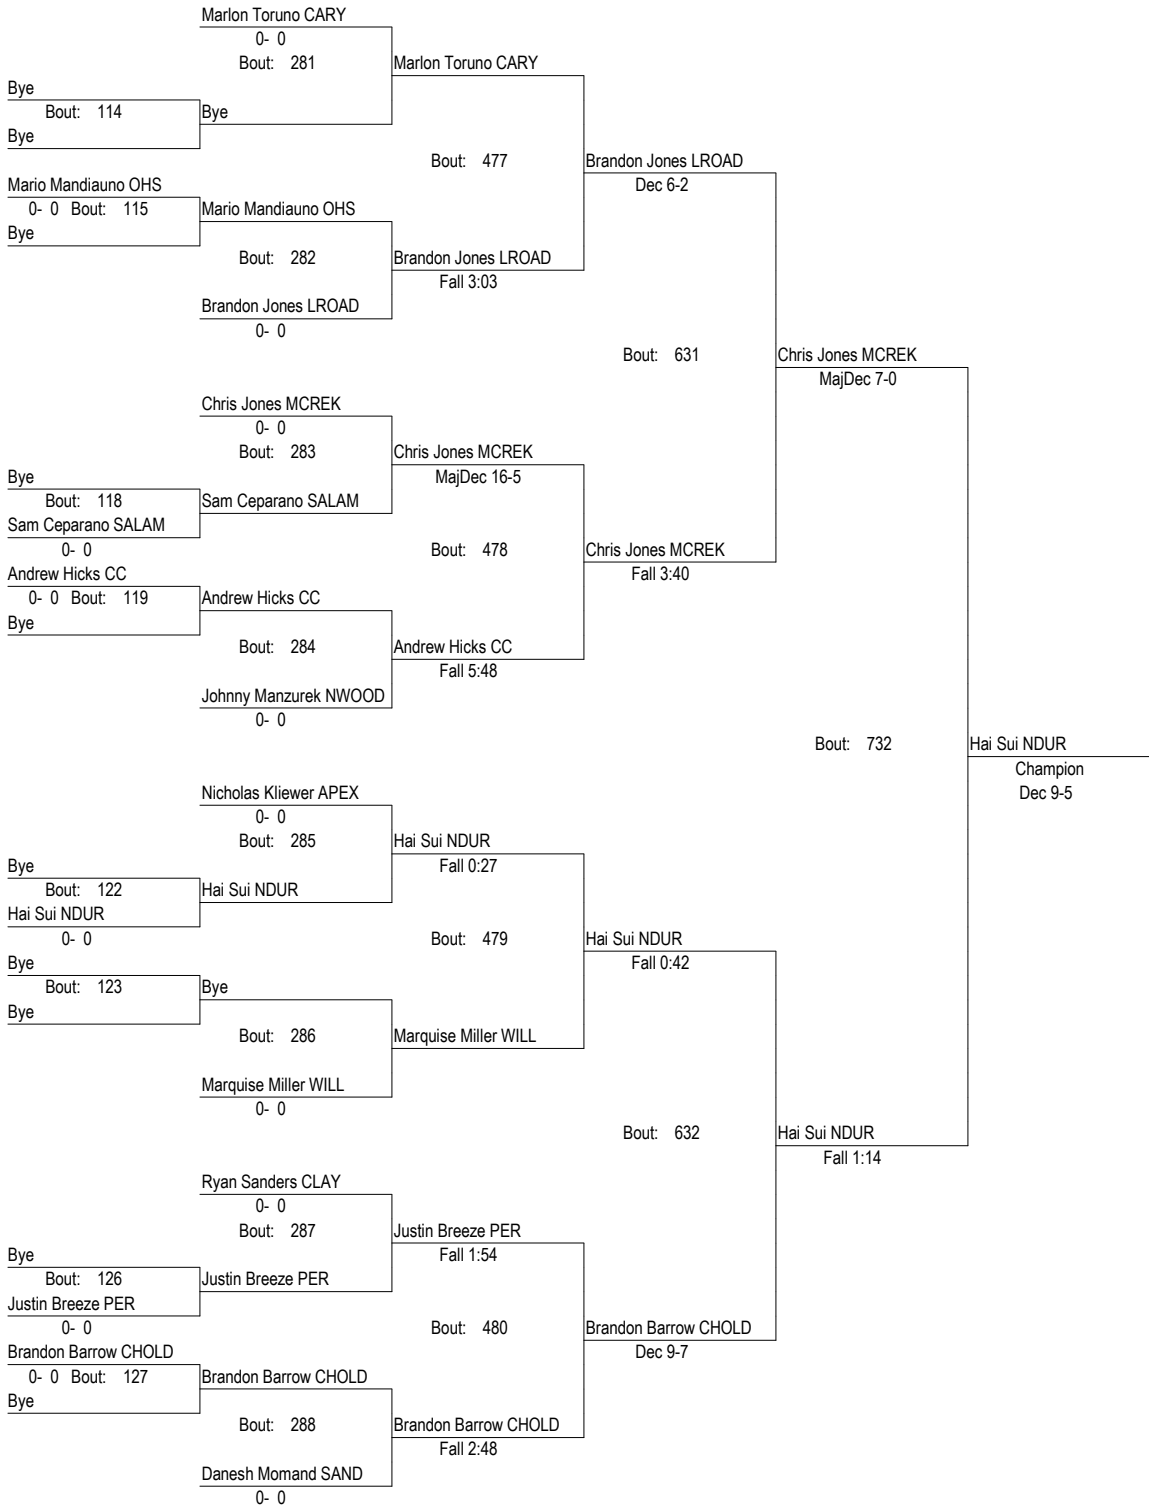 Marlon Toruno CARY
0- 0
Bout: 281
Marlon Toruno CARY
Bye
Bout: 114
Bye
Bye
Bout: 477
Brandon Jones LROAD
Dec 6-2
Mario Mandiauno OHS
0- 0 Bout: 115
Mario Mandiauno OHS
Bye
Bout: 282
Brandon Jones LROAD
Fall 3:03
Brandon Jones LROAD
0- 0
Bout: 631
Chris Jones MCREK
MajDec 7-0
Chris Jones MCREK
0- 0
Bout: 283
Chris Jones MCREK
MajDec 16-5
Bye
Bout: 118
Sam Ceparano SALAM
Sam Ceparano SALAM
0- 0
Bout: 478
Chris Jones MCREK
Fall 3:40
Andrew Hicks CC
0- 0 Bout: 119
Andrew Hicks CC
Bye
Bout: 284
Andrew Hicks CC
Fall 5:48
Johnny Manzurek NWOOD
0- 0
Bout: 732
Hai Sui NDUR
Champion
Dec 9-5
Nicholas Kliewer APEX
0- 0
Bout: 285
Hai Sui NDUR
Fall 0:27
Bye
Bout: 122
Hai Sui NDUR
Hai Sui NDUR
0- 0
Bout: 479
Hai Sui NDUR
Fall 0:42
Bye
Bout: 123
Bye
Bye
Bout: 286
Marquise Miller WILL
Marquise Miller WILL
0- 0
Bout: 632
Hai Sui NDUR
Fall 1:14
Ryan Sanders CLAY
0- 0
Bout: 287
Justin Breeze PER
Fall 1:54
Bye
Bout: 126
Justin Breeze PER
Justin Breeze PER
0- 0
Bout: 480
Brandon Barrow CHOLD
Dec 9-7
Brandon Barrow CHOLD
0- 0 Bout: 127
Brandon Barrow CHOLD
Bye
Bout: 288
Brandon Barrow CHOLD
Fall 2:48
Danesh Momand SAND
0- 0